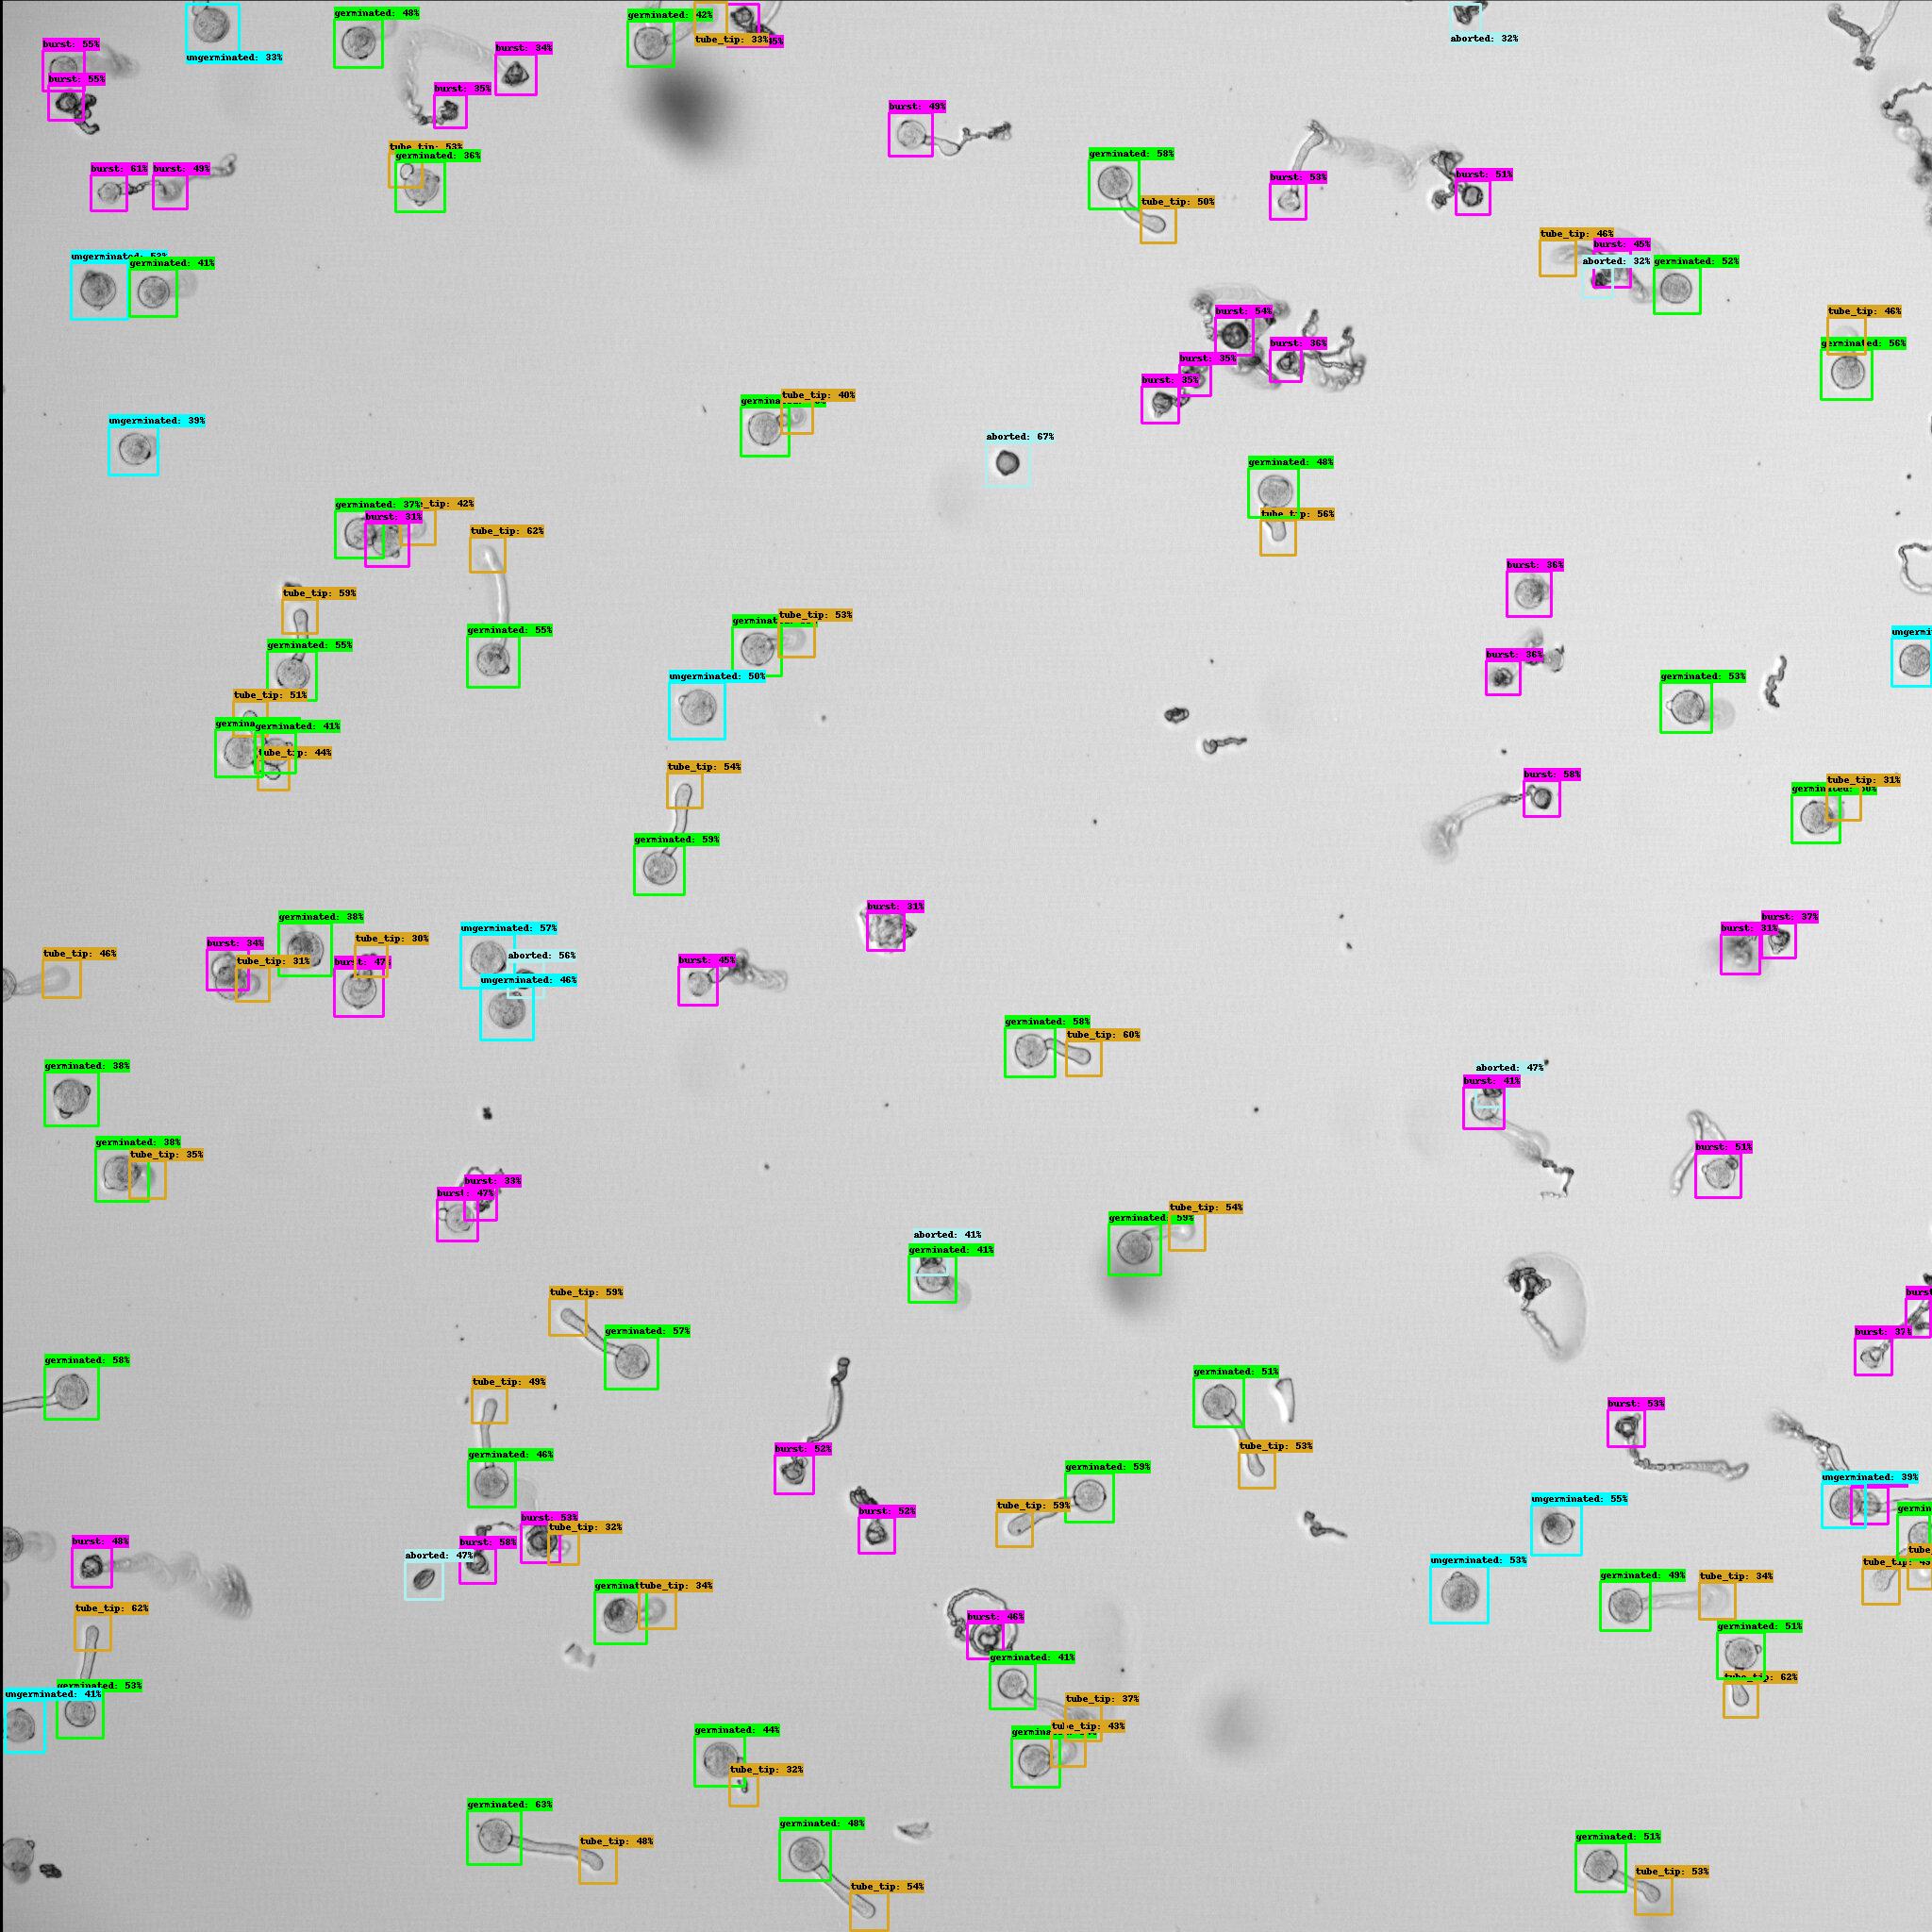 germinated: 48%
germinated: 42%
tube_tip: 33%
aborted: 32%
ungerminated: 33%
burst: 55%
burst: 34%
burst: 55%
burst: 35%
burst: 49%
tube_tip: 53%
germinated: 36%
germinated: 58%
burst: 61%
burst: 49%
burst: 53%
burst: 51%
tube_tip: 50%
tube_tip: 46%
burst: 45%
germinated: 41%
aborted: 32%
germinated: 52%
burst: 54%
tube_tip: 46%
burst: 36%
germinated: 56%
burst: 35%
burst: 35%
tube_tip: 40%
ungerminated: 39%
aborted: 67%
germinated: 48%
germinated: 37%
tube_tip: 42%
burst: 31%
tube_tip: 56%
tube_tip: 62%
burst: 36%
tube_tip: 59%
tube_tip: 53%
germinated: 55%
germinated: 55%
burst: 36%
ungerminated: 50%
germinated: 53%
tube_tip: 51%
germinated: 41%
tube_tip: 44%
tube_tip: 54%
burst: 58%
tube_tip: 31%
germinated: 59%
burst: 31%
germinated: 38%
burst: 37%
ungerminated: 57%
burst: 31%
tube_tip: 30%
burst: 34%
tube_tip: 46%
aborted: 56%
tube_tip: 31%
burst: 47%
burst: 45%
ungerminated: 46%
germinated: 58%
tube_tip: 60%
germinated: 38%
aborted: 47%
burst: 41%
germinated: 38%
tube_tip: 35%
burst: 51%
burst: 33%
burst: 47%
tube_tip: 54%
germinated: 59%
aborted: 41%
germinated: 41%
tube_tip: 59%
germinated: 57%
burst: 37%
germinated: 58%
germinated: 51%
tube_tip: 49%
burst: 53%
tube_tip: 53%
burst: 52%
germinated: 46%
germinated: 59%
ungerminated: 39%
ungerminated: 55%
tube_tip: 59%
burst: 52%
burst: 53%
tube_tip: 32%
burst: 48%
burst: 58%
aborted: 47%
ungerminated: 53%
germinated: 49%
tube_tip: 34%
tube_tip: 34%
tube_tip: 62%
burst: 46%
germinated: 51%
germinated: 41%
tube_tip: 62%
germinated: 53%
ungerminated: 41%
tube_tip: 37%
tube_tip: 43%
germinated: 44%
tube_tip: 32%
germinated: 63%
germinated: 48%
germinated: 51%
tube_tip: 48%
tube_tip: 53%
tube_tip: 54%